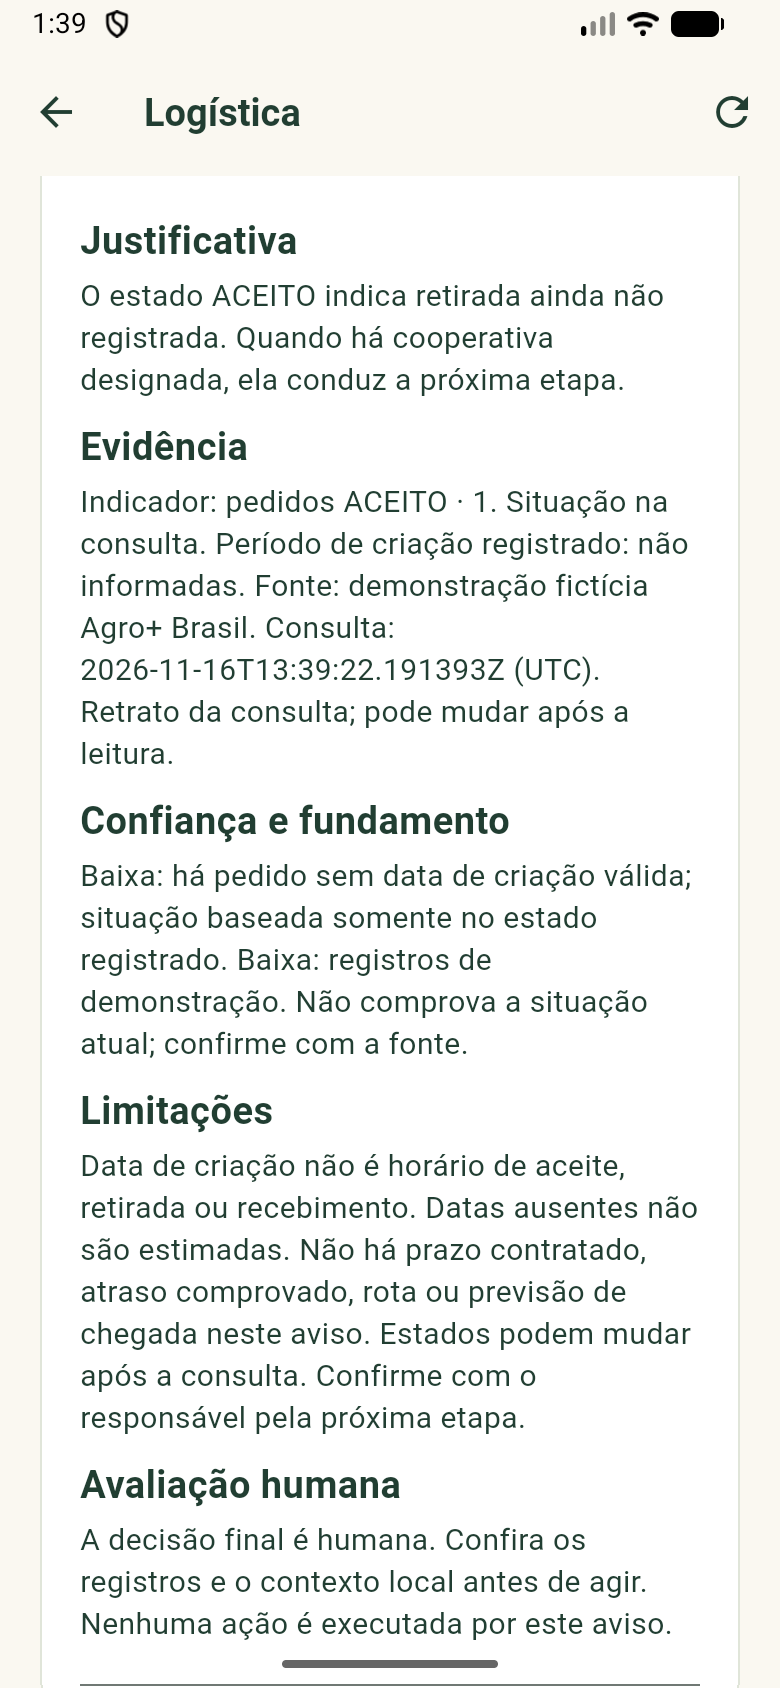 1:39
Logística
Justificativa
O estado ACEITO indica retirada ainda não
registrada. Quando há cooperativa
designada, ela conduz a próxima etapa.
Evidência
Indicador: pedidos ACEITO · 1. Situação na
consulta. Período de criação registrado: não
informadas. Fonte: demonstração fictícia
Agro+ Brasil. Consulta:
2026-11-16T13:39:22.191393Z (UTC).
Retrato da consulta; pode mudar após a
leitura.
Confiança e fundamento
Baixa: há pedido sem data de criação válida;
situação baseada somente no estado
registrado. Baixa: registros de
demonstração. Não comprova a situação
atual; confirme com a fonte.
Limitações
Data de criação não é horário de aceite,
retirada ou recebimento. Datas ausentes não
são estimadas. Não há prazo contratado,
atraso comprovado, rota ou previsão de
chegada neste aviso. Estados podem mudar
após a consulta. Confirme com o
responsável pela próxima etapa.
Avaliação humana
A decisão final é humana. Confira os
registros e o contexto local antes de agir.
Nenhuma ação é executada por este aviso.